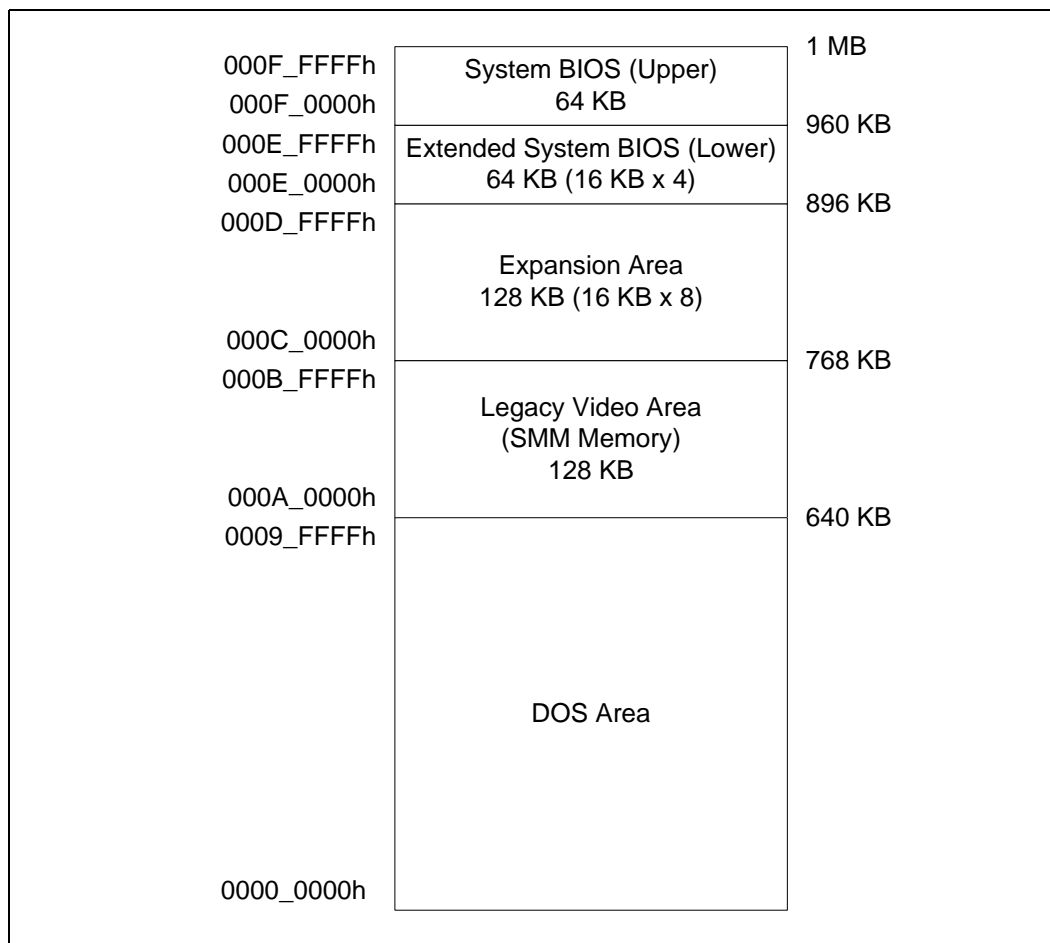 1 MB
000F_FFFFh
System BIOS (Upper)
64 KB
000F_0000h
960 KB
000E_FFFFh
Extended System BIOS (Lower)
64 KB (16 KB x 4)
000E_0000h
896 KB
000D_FFFFh
Expansion Area
128 KB (16 KB x 8)
000C_0000h
768 KB
000B_FFFFh
Legacy Video Area
(SMM Memory)
128 KB
000A_0000h
640 KB
0009_FFFFh
DOS Area
0000_0000h